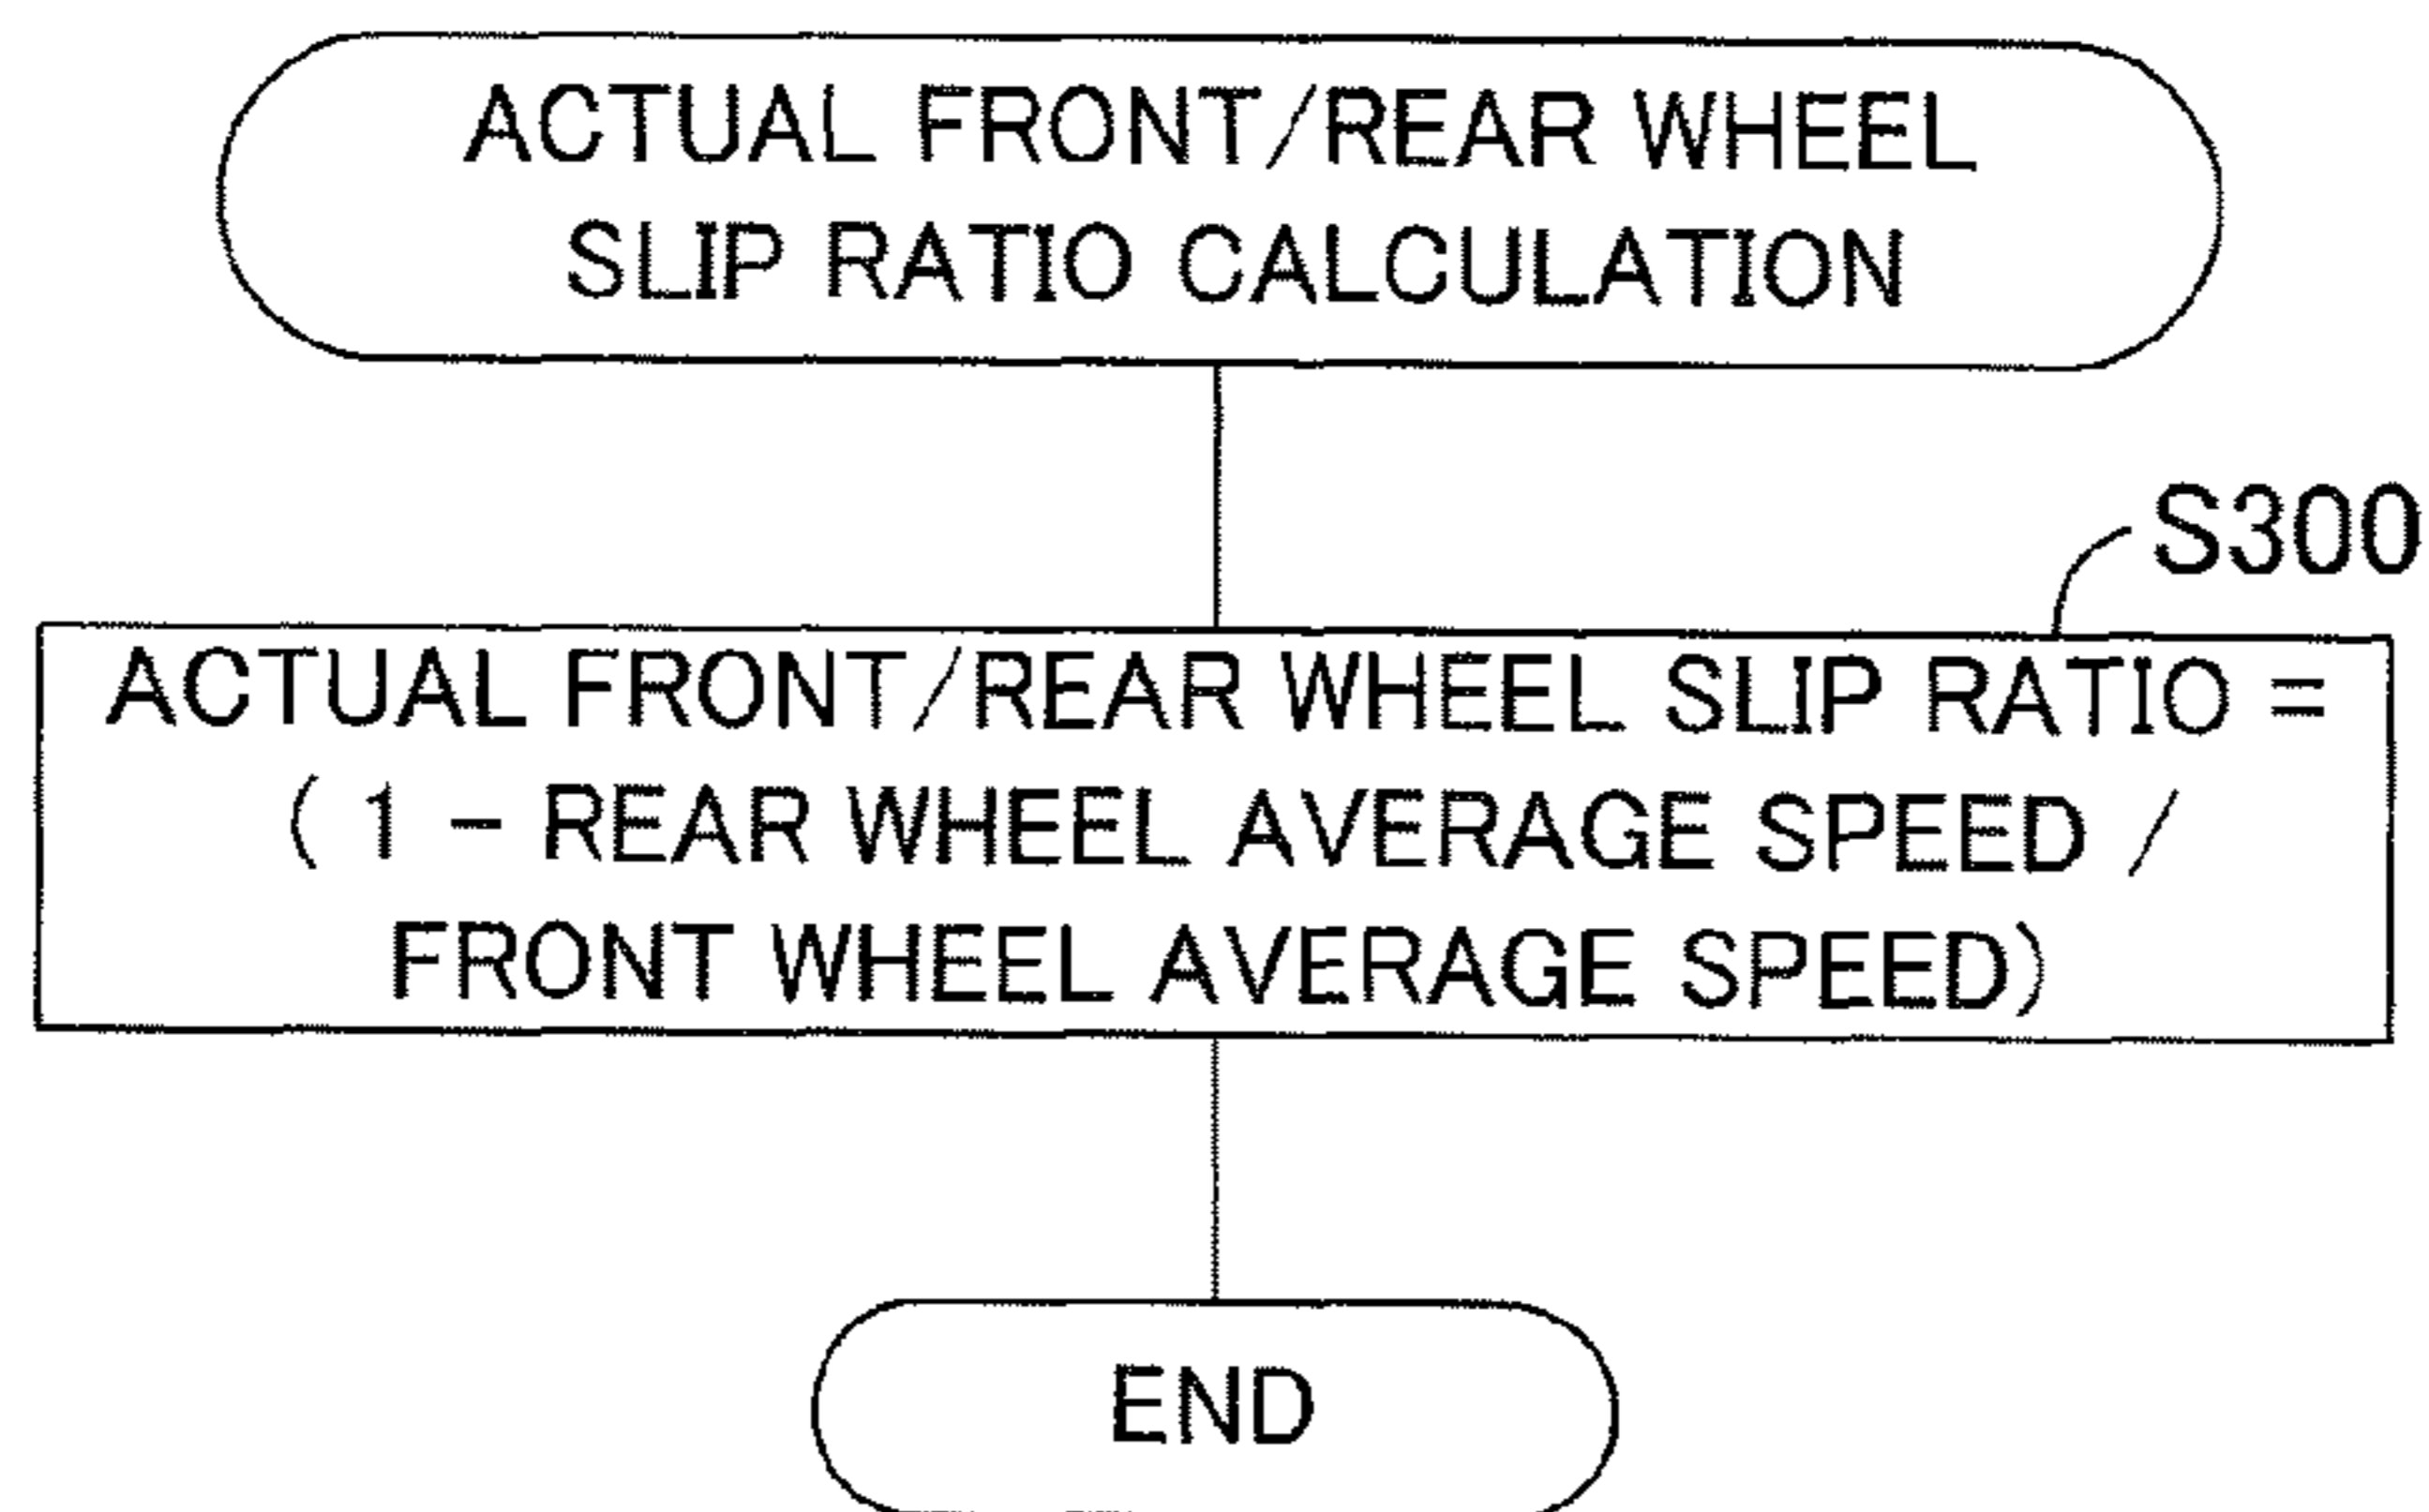 ACTUAL FRONT/REAR WHEEL
SLIP RATIO CALCULATION
S300
ACTUAL FRONT/REAR WHEEL SLIP RATIO =
(1 - REAR WHEEL AVERAGE SPEED /
FRONT WHEEL AVERAGE SPEED)
END